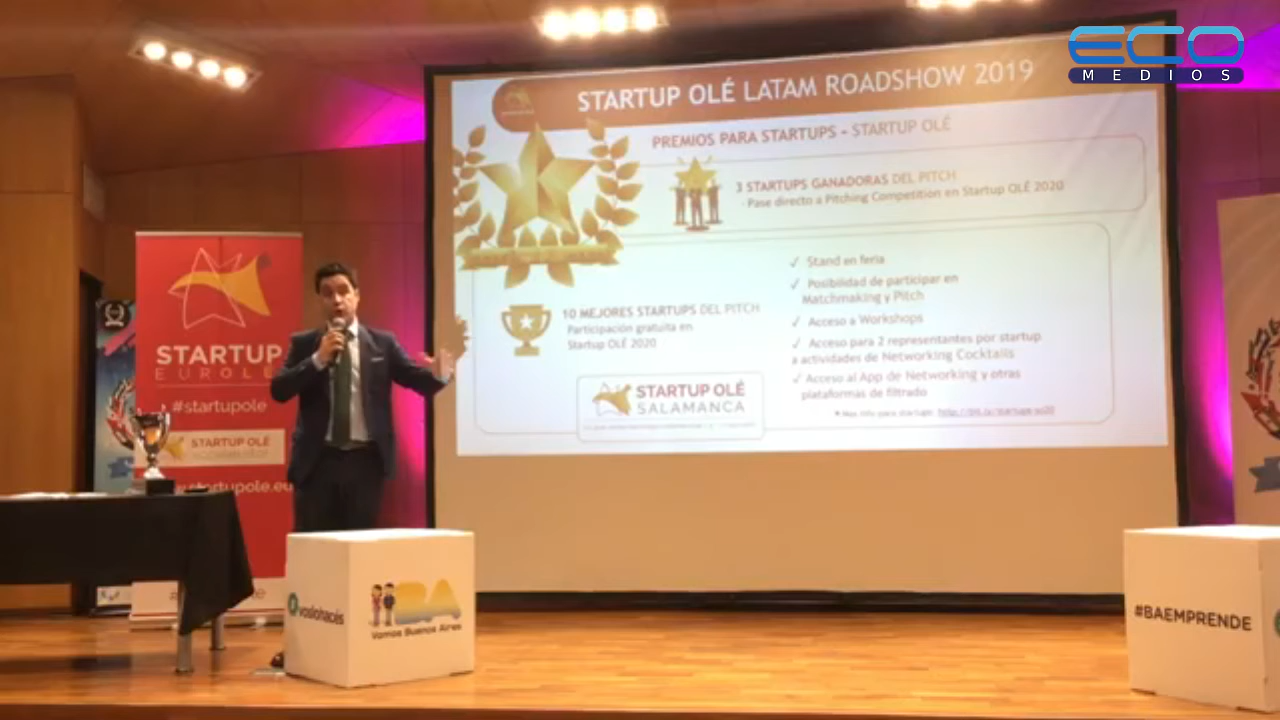 ECO
MEDIOS
STARTUP OLÉ LATAM ROADSHOW 2019
PREMIOS PARA STARTUPS - STARTUP OLÉ
3 STARTUPS GANADORAS DEL PITCH
- Pase directo a Pitching Competition en Startup OLÉ 2020
10 MEJORES STARTUPS DEL PITCH
Participación gratuita en
Startup OLÉ 2020
✓ Stand en feria
✓ Posibilidad de participar en
Matchmaking y Pitch
✓ Acceso a Workshops
✓ Acceso para 2 representantes por startup
a actividades de Networking Cocktails
✓ Acceso al App de Networking y otras
plataformas de filtrado
STARTUP OLÉ
SALAMANCA
STARTUP
EUROLE
#startupole
STARTUP OLÉ
startupole.eu
voslohacés
BA
Vamos Buenos Aires
#BAEMPRENDE